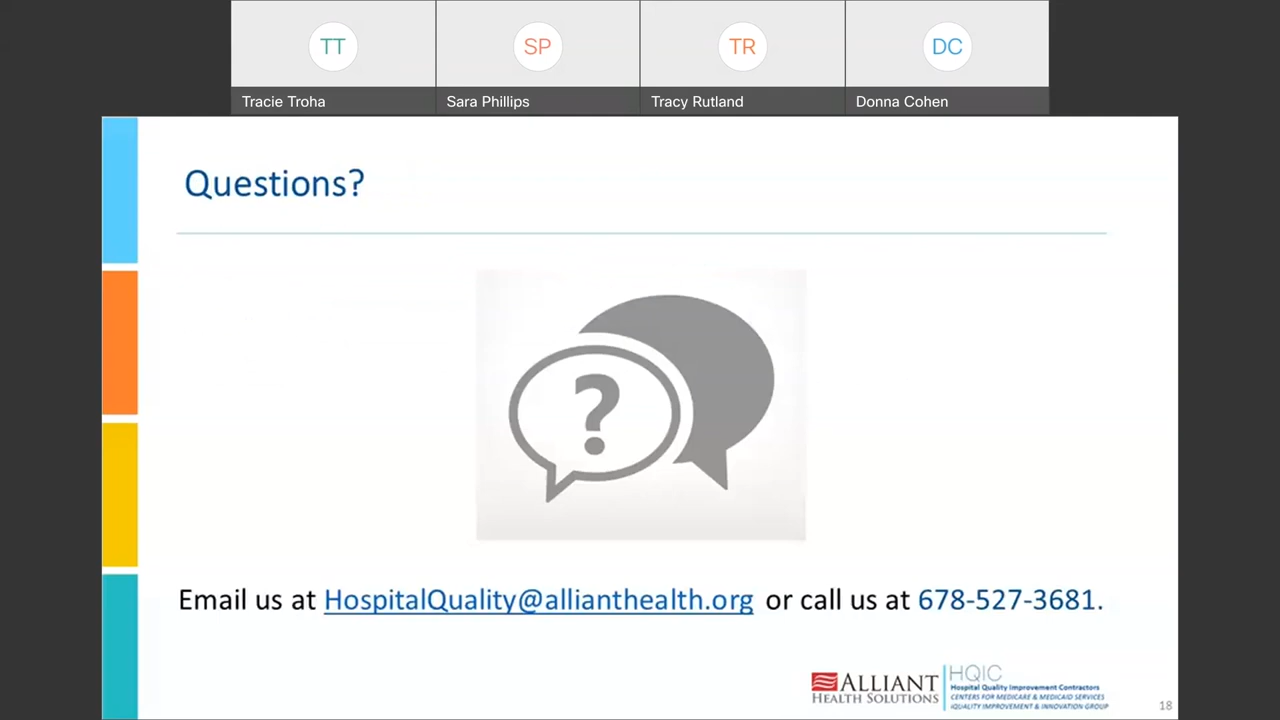 TT
SP
TR
DC
Tracie Troha
Sara Phillips
Tracy Rutland
Donna Cohen
Questions?
?
Email us at HospitalQuality@allianthealth.org or call us at 678-527-3681.
ALLIANT
HEALTH SOLUTIONS
HQIC
Hospital Quality Improvement Contractors
CENTERS FOR MEDICARE & MEDICAID SERVICES
iQUALITY IMPROVEMENT & INNOVATION GROUP
18